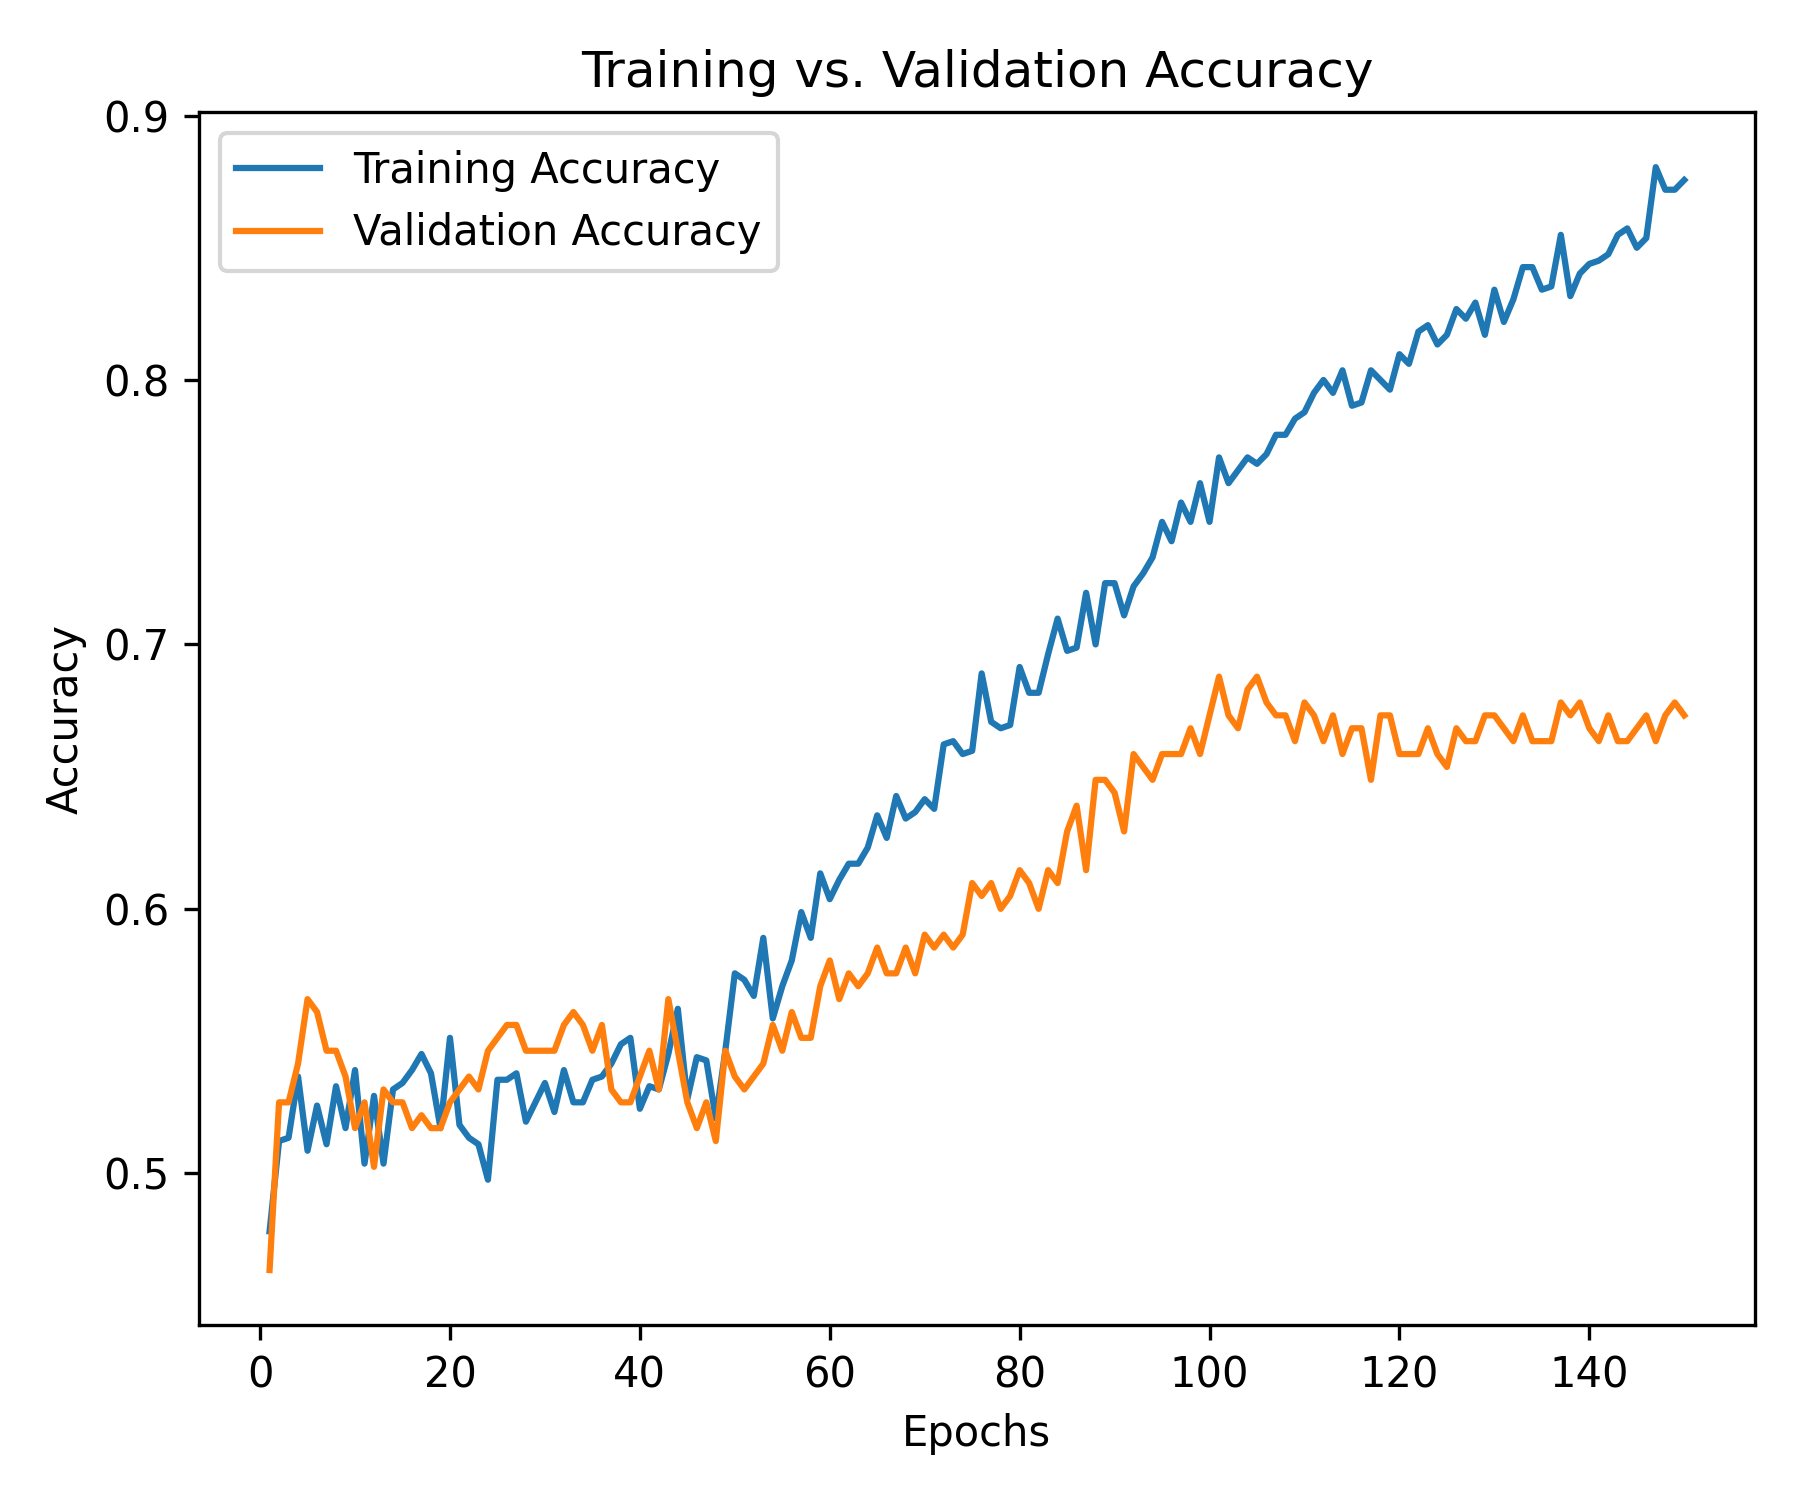 Training vs. Validation Accuracy
Training Accuracy
Validation Accuracy
0.9
0.8
0.7
0.6
0.5
Accuracy
0 20 40 60 80 100 120 140
Epochs